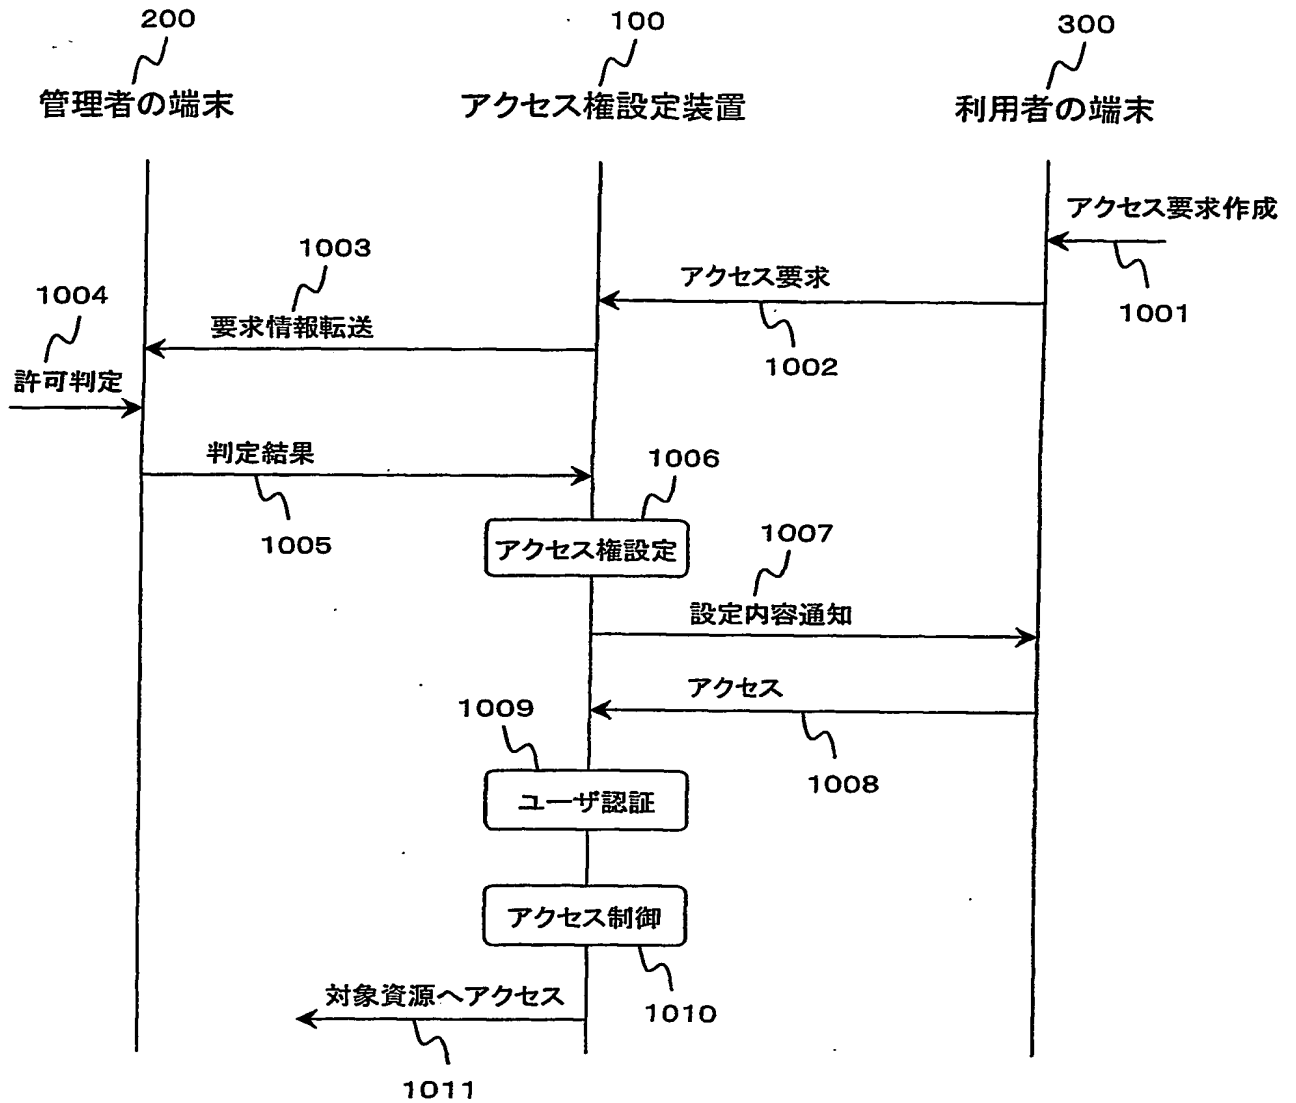 200
100
300
管理者の端末
アクセス権設定装置
利用者の端末
アクセス要求作成
1001
アクセス要求
1002
1003
要求情報転送
1004
許可判定
判定結果
1005
1006
アクセス権設定
1007
設定内容通知
アクセス
1008
1009
ユーザ認証
アクセス制御
1010
対象資源へアクセス
1011